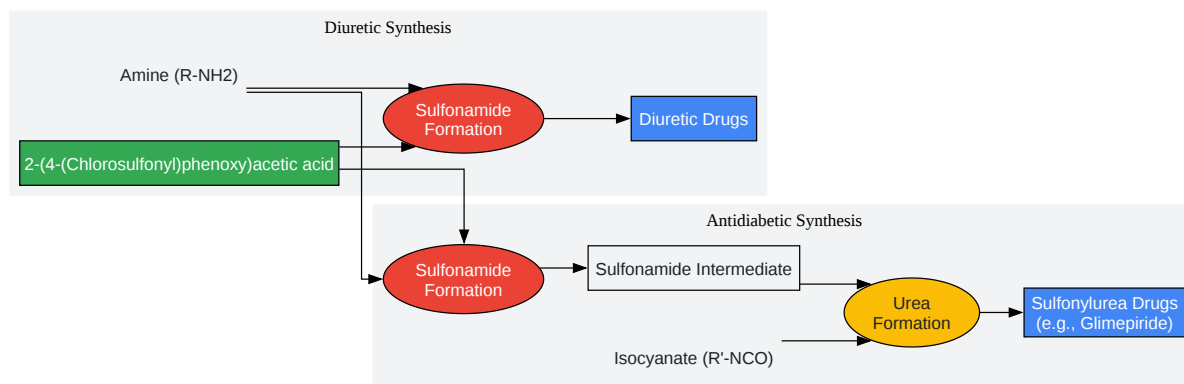 Diuretic Synthesis
Amine (R-NH2)
Sulfonamide
Formation
Diuretic Drugs
2-(4-(Chlorosulfonyl)phenoxy)acetic acid
Antidiabetic Synthesis
Sulfonamide
Formation
Sulfonamide Intermediate
Urea
Formation
Sulfonylurea Drugs
(e.g., Glimepiride)
Isocyanate (R'-NCO)